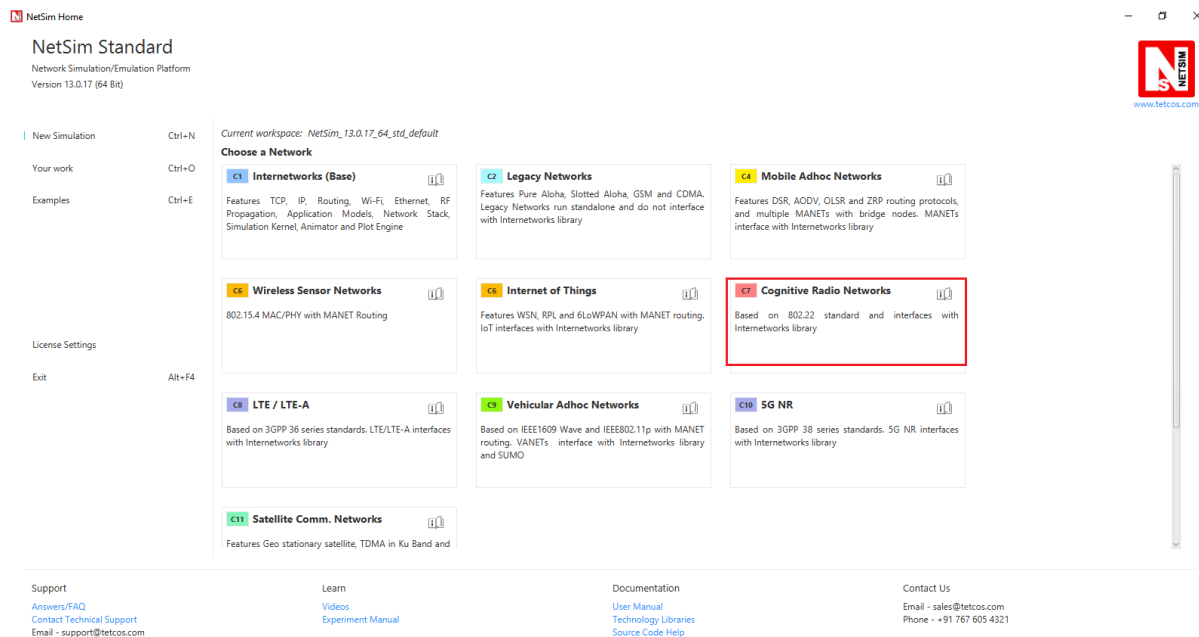 NetSim Home
NetSim Standard
Network Simulation/Emulation Platform
Version 13.0.17 (64 Bit)
NETSIM
www.tetcos.com
New Simulation Ctrl+N
Your work Ctrl+O
Examples Ctrl+E
License Settings
Exit Alt+F4
Current workspace: NetSim_13.0.17_64_std_default
Choose a Network
C1 Internetworks (Base)
Features TCP, IP, Routing, Wi-Fi, Ethernet, RF
Propagation, Application Models, Network Stack,
Simulation Kernel, Animator and Plot Engine
C2 Legacy Networks
Features Pure Aloha, Slotted Aloha, GSM and CDMA.
Legacy Networks run standalone and do not interface
with Internetworks library
C4 Mobile Adhoc Networks
Features DSR, AODV, OLSR and ZRP routing protocols,
and multiple MANETs with bridge nodes. MANETs
interface with Internetworks library
C6 Wireless Sensor Networks
802.15.4 MAC/PHY with MANET Routing
C6 Internet of Things
Features WSN, RPL and 6LoWPAN with MANET routing.
IoT interfaces with Internetworks library
C7 Cognitive Radio Networks
Based on 802.22 standard and interfaces with
Internetworks library
C8 LTE / LTE-A
Based on 3GPP 36 series standards. LTE/LTE-A interfaces
with Internetworks library
C9 Vehicular Adhoc Networks
Based on IEEE1609 Wave and IEEE802.11p with MANET
routing. VANETs interface with Internetworks library
and SUMO
C10 5G NR
Based on 3GPP 38 series standards. 5G NR interfaces
with Internetworks library
C11 Satellite Comm. Networks
Features Geo stationary satellite, TDMA in Ku Band and
Support
Answers/FAQ
Contact Technical Support
Email - support@tetcos.com
Learn
Videos
Experiment Manual
Documentation
User Manual
Technology Libraries
Source Code Help
Contact Us
Email - sales@tetcos.com
Phone - +91 767 605 4321